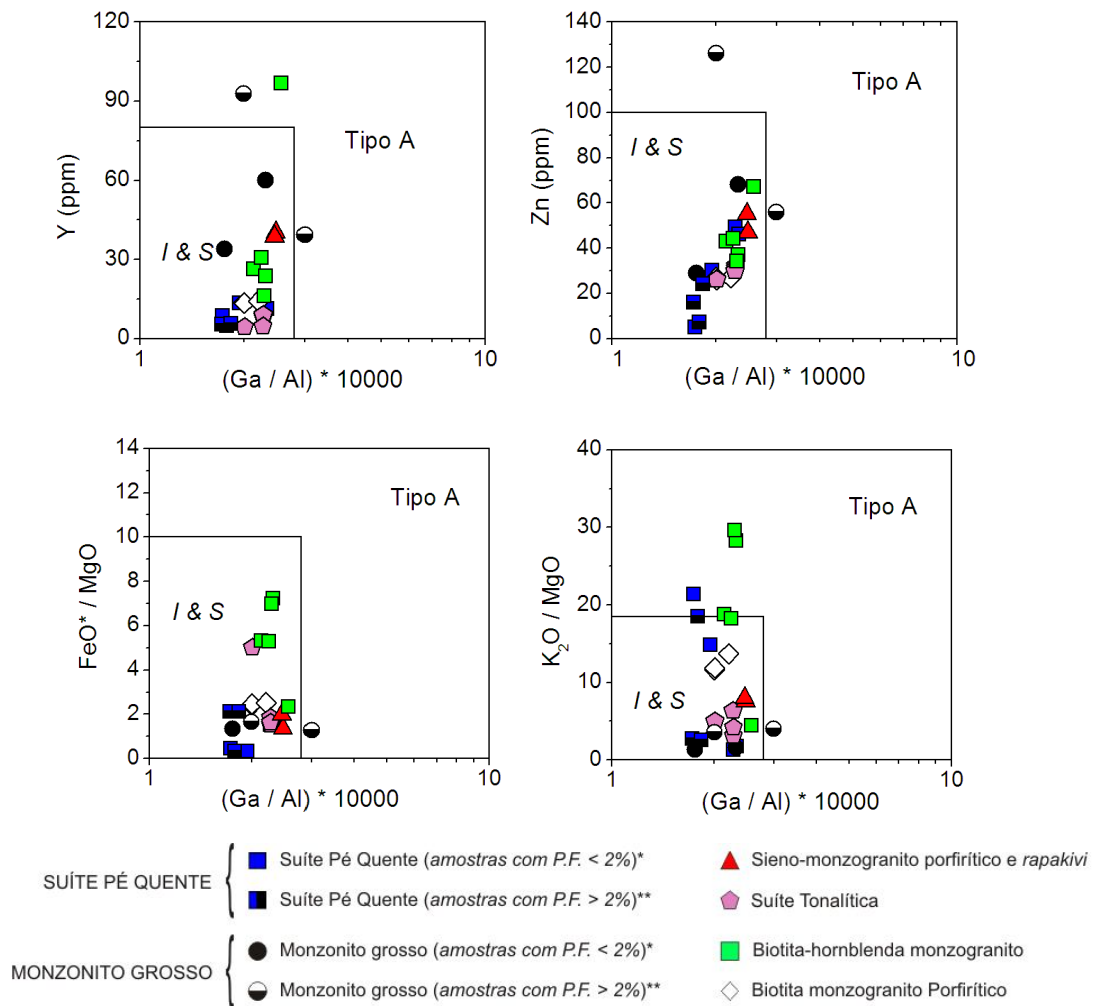 120
90
60
30
0
Y (ppm)
Tipo A
I & S
1
10
(Ga / Al) * 10000
140
120
100
80
60
40
20
0
Zn (ppm)
Tipo A
I & S
1
10
(Ga / Al) * 10000
14
12
10
8
6
4
2
0
FeO* / MgO
Tipo A
I & S
1
10
(Ga / Al) * 10000
40
30
20
10
0
K₂O / MgO
Tipo A
I & S
1
10
(Ga / Al) * 10000
SUÍTE PÉ QUENTE
Suíte Pé Quente (amostras com P.F. < 2%)*
Suíte Pé Quente (amostras com P.F. > 2%)**
MONZONITO GROSSO
Monzonito grosso (amostras com P.F. < 2%)*
Monzonito grosso (amostras com P.F. > 2%)**
Sieno-monzogranito porfirítico e rapakivi
Suíte Tonalítica
Biotita-hornblenda monzogranito
Biotita monzogranito Porfirítico